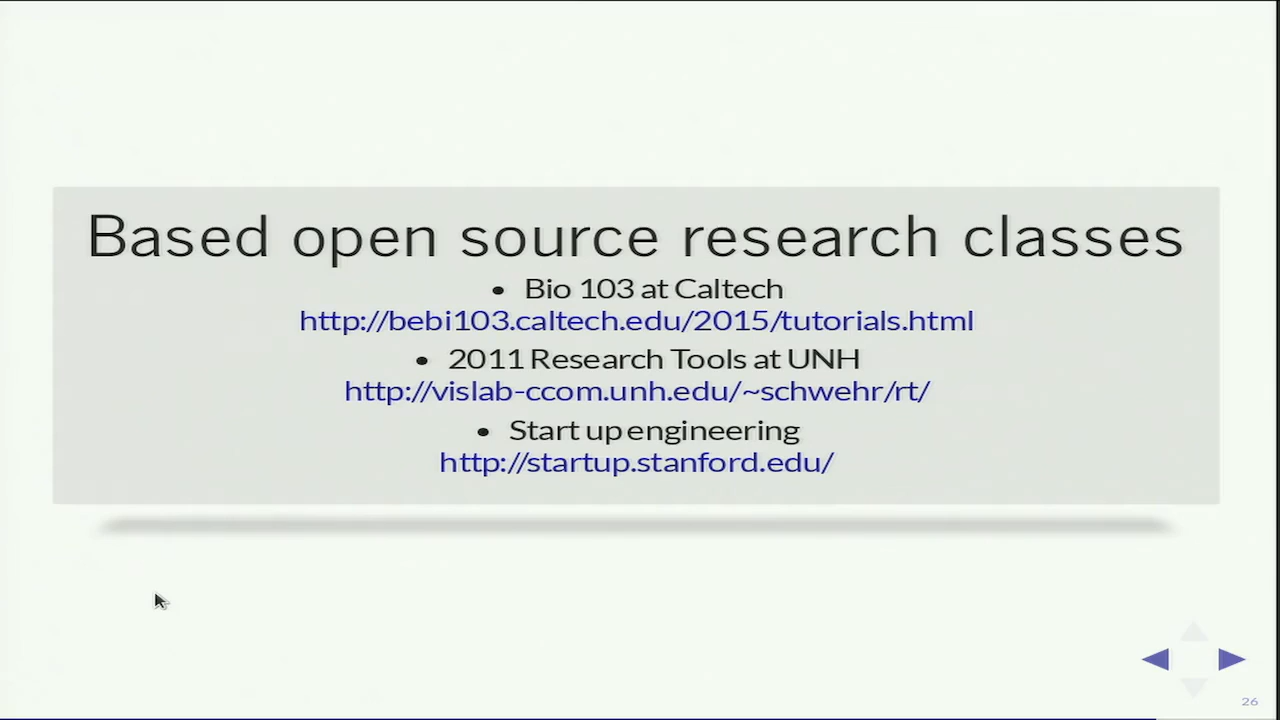 Based open source research classes
• Bio 103 at Caltech
http://bebi103.caltech.edu/2015/tutorials.html
• 2011 Research Tools at UNH
http://vislab-ccom.unh.edu/~schwehr/rt/
• Start up engineering
http://startup.stanford.edu/
26